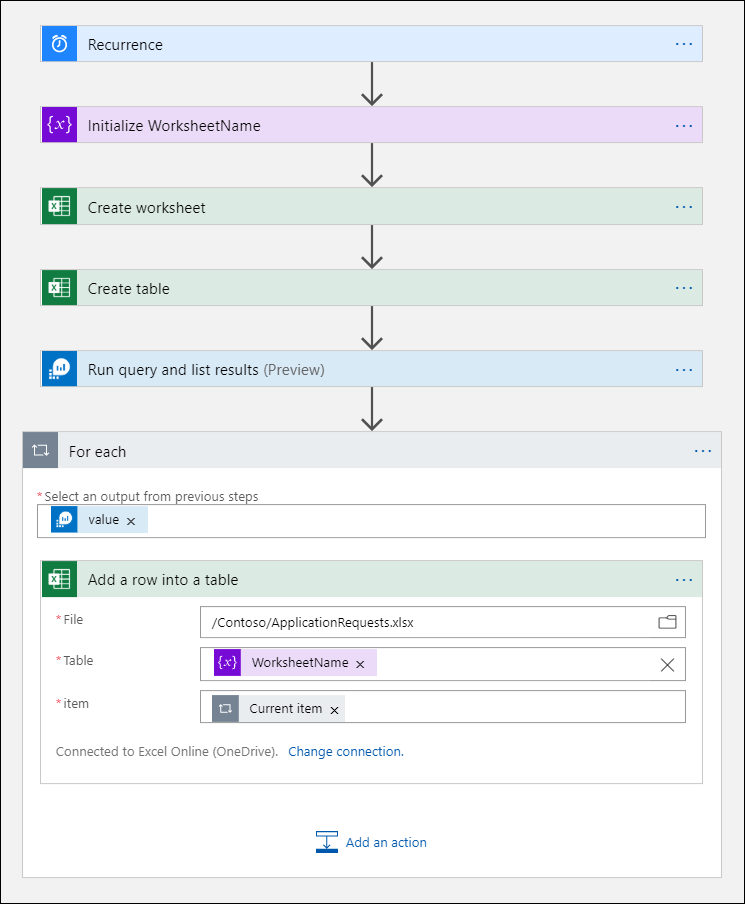 Recurrence ...
{x} Initialize WorksheetName ...
Create worksheet ...
Create table ...
Run query and list results (Preview) ...
For each ...
* Select an output from previous steps
value ×
Add a row into a table ...
* File /Contoso/ApplicationRequests.xlsx
* Table {x} WorksheetName ×
* item Current item ×
Connected to Excel Online (OneDrive). Change connection.
Add an action